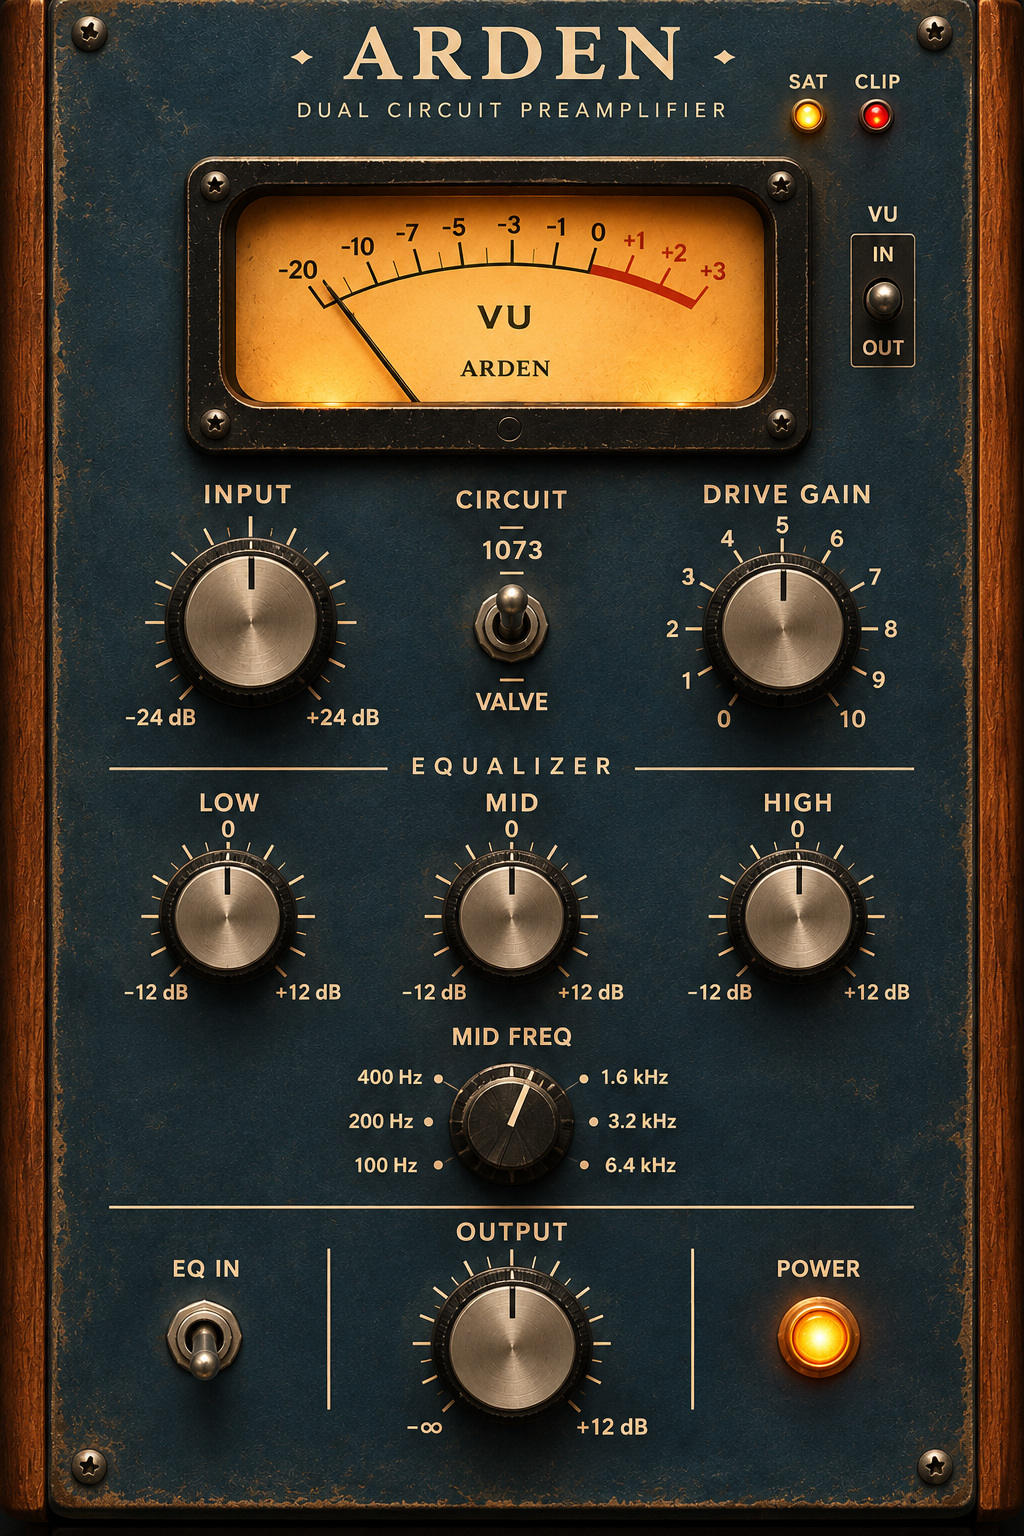 ARDEN
DUAL CIRCUIT PREAMPLIFIER
SAT CLIP
-20 -10 -7 -5 -3 -1 0 +1 +2 +3
VU
ARDEN
VU
IN
OUT
INPUT
-24 dB +24 dB
CIRCUIT
1073
VALVE
DRIVE GAIN
0 1 2 3 4 5 6 7 8 9 10
EQUALIZER
LOW
0
-12 dB +12 dB
MID
0
-12 dB +12 dB
HIGH
0
-12 dB +12 dB
MID FREQ
400 Hz 1.6 kHz
200 Hz 3.2 kHz
100 Hz 6.4 kHz
EQ IN
OUTPUT
-∞ +12 dB
POWER